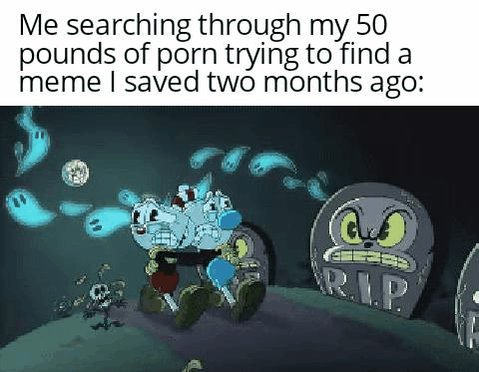 Me searching through my 50
pounds of porn trying to find a
meme I saved two months ago:
R.I.P